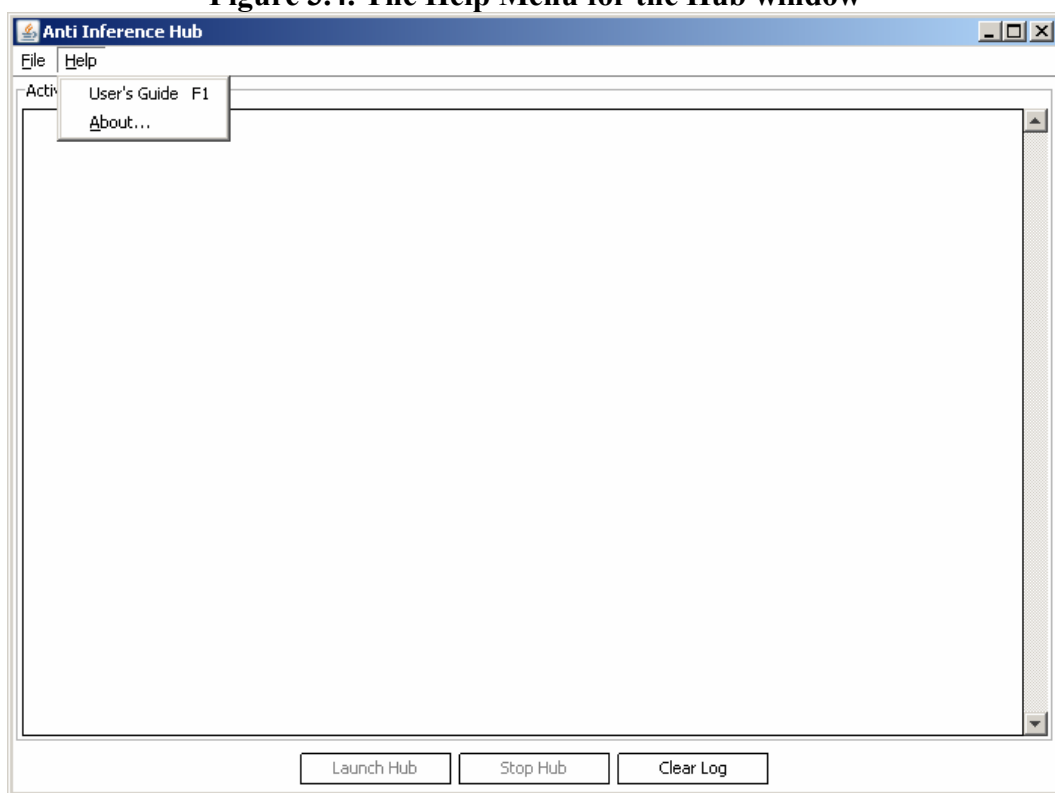 Figure 3.4. The Help Menu for the Hub window
Anti Inference Hub
File Help
User's Guide F1
About...
Launch Hub Stop Hub Clear Log